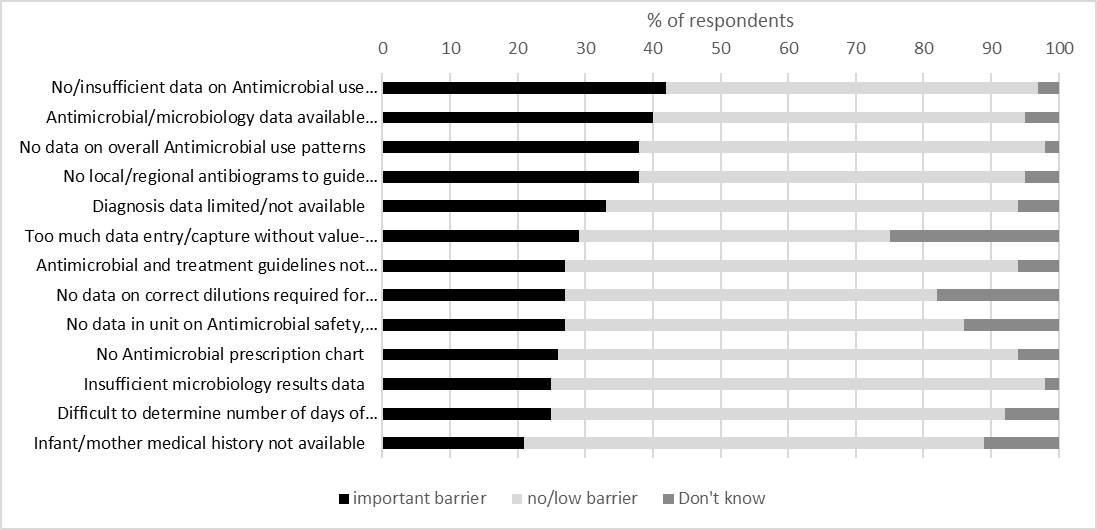 % of respondents
0 10 20 30 40 50 60 70 80 90 100
No/insufficient data on Antimicrobial use…
Antimicrobial/microbiology data available…
No data on overall Antimicrobial use patterns
No local/regional antibiograms to guide…
Diagnosis data limited/not available
Too much data entry/capture without value-…
Antimicrobial and treatment guidelines not…
No data on correct dilutions required for…
No data in unit on Antimicrobial safety,…
No Antimicrobial prescription chart
Insufficient microbiology results data
Difficult to determine number of days of…
Infant/mother medical history not available
important barrier no/low barrier Don't know